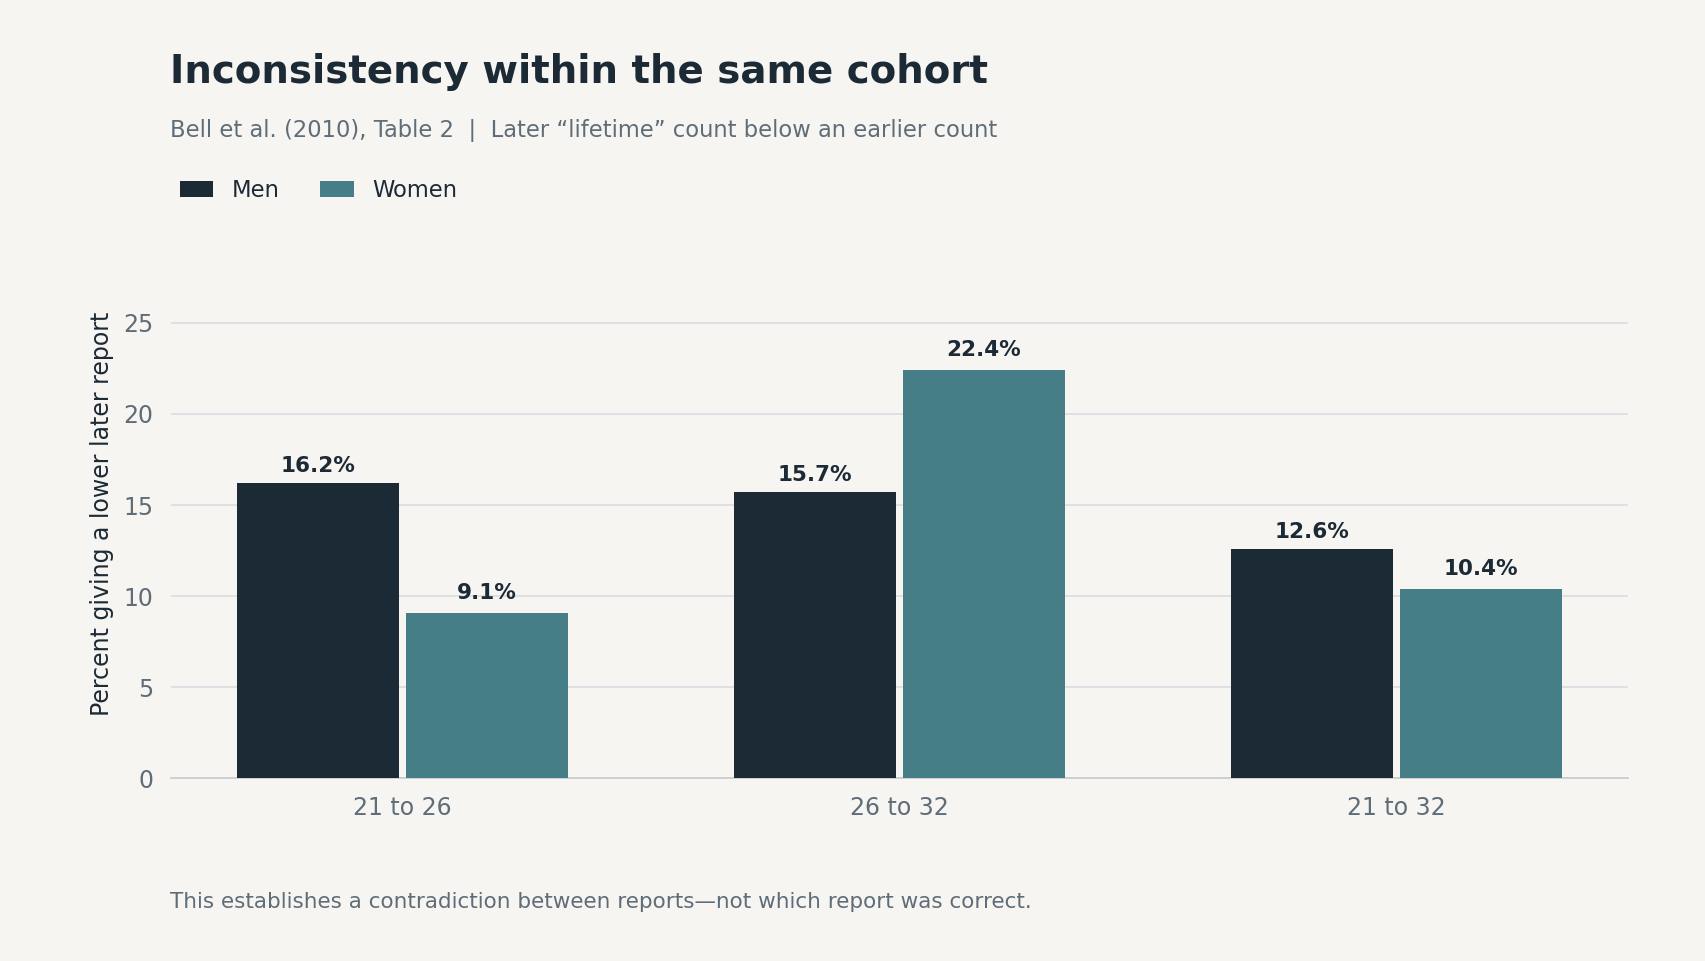 Inconsistency within the same cohort
Bell et al. (2010), Table 2 | Later “lifetime” count below an earlier count
Men Women
Percent giving a lower later report
25
20
15
10
5
0
16.2%
9.1%
15.7%
22.4%
12.6%
10.4%
21 to 26
26 to 32
21 to 32
This establishes a contradiction between reports—not which report was correct.